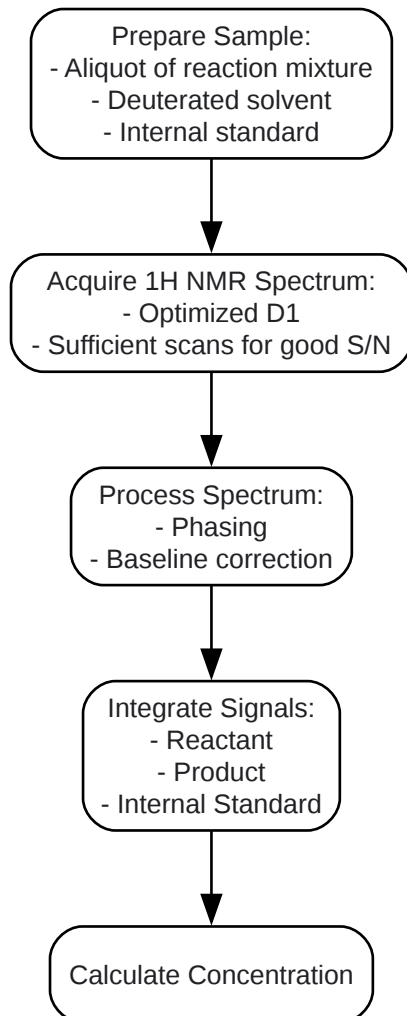 Prepare Sample:
- Aliquot of reaction mixture
- Deuterated solvent
- Internal standard
Acquire 1H NMR Spectrum:
- Optimized D1
- Sufficient scans for good S/N
Process Spectrum:
- Phasing
- Baseline correction
Integrate Signals:
- Reactant
- Product
- Internal Standard
Calculate Concentration